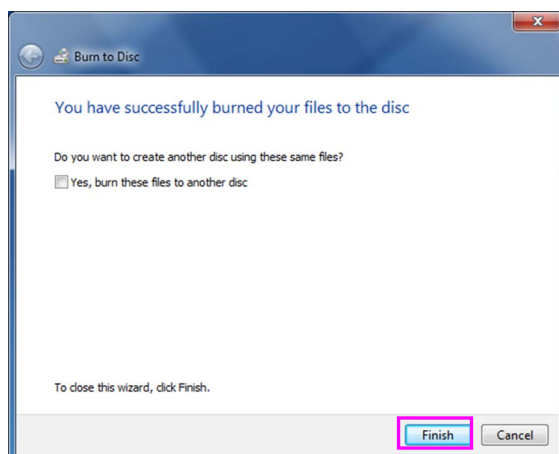 Burn to Disc
You have successfully burned your files to the disc
Do you want to create another disc using these same files?
Yes, burn these files to another disc
To close this wizard, click Finish.
Finish Cancel